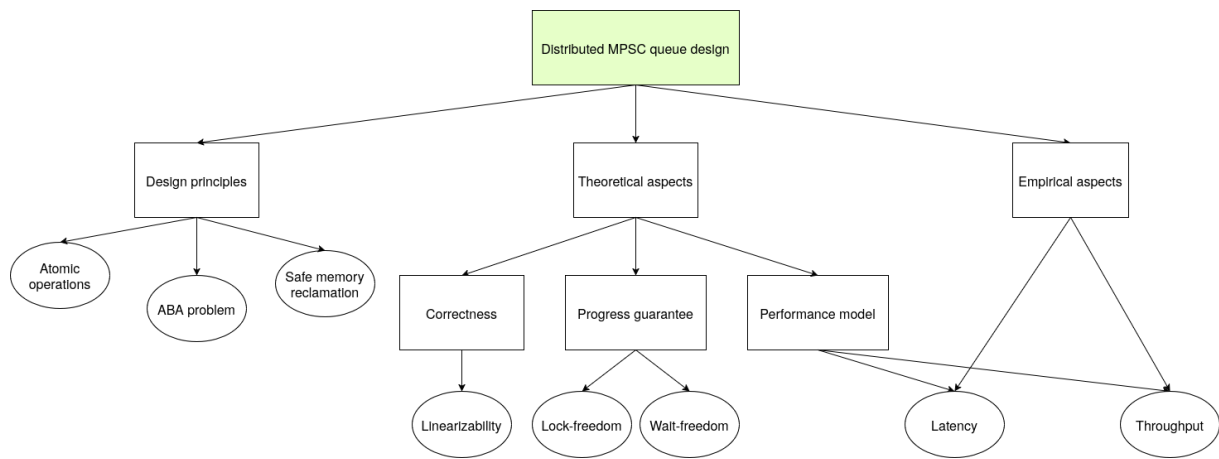 Distributed MPSC queue design
Design principles
Theoretical aspects
Empirical aspects
Atomic
operations
ABA problem
Safe memory
reclamation
Correctness
Progress guarantee
Performance model
Linearizability
Lock-freedom
Wait-freedom
Latency
Throughput